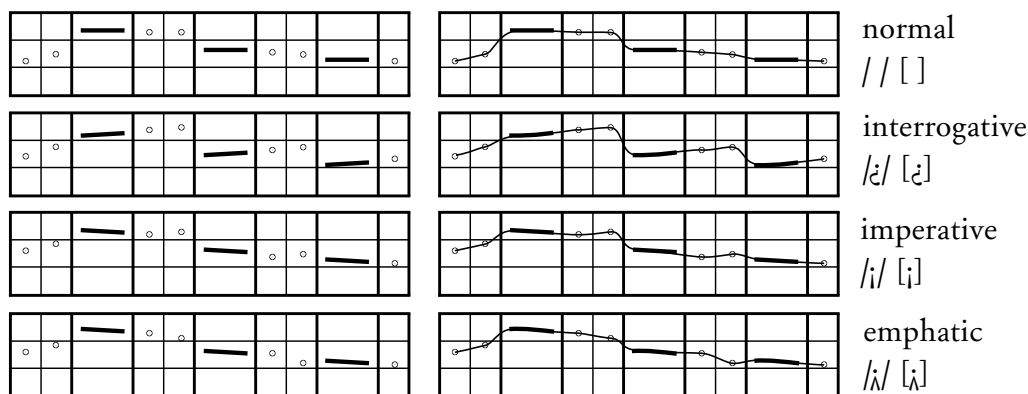 normal
/ / [ ]
interrogative
/¿/ [¿]
imperative
/¡/ [¡]
emphatic